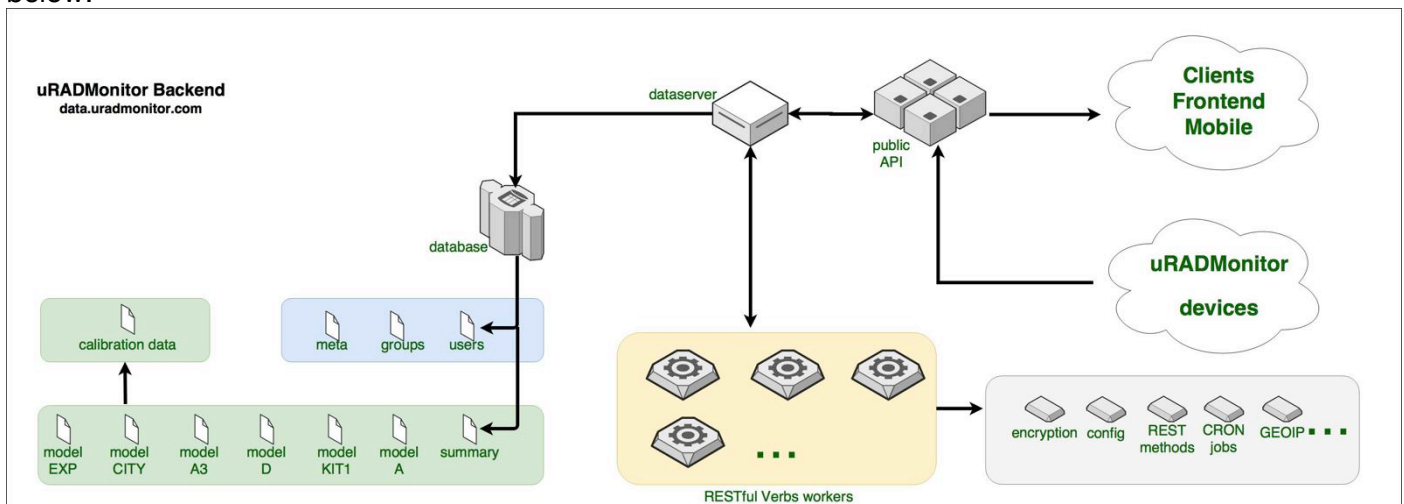 below.
uRADMonitor Backend
data.uradmonitor.com
dataserver
public
API
Clients
Frontend
Mobile
database
uRADMonitor
devices
calibration data
meta
groups
users
model
EXP
model
CITY
model
A3
model
D
model
KIT1
model
A
summary
...
RESTful Verbs workers
encryption
config
REST
methods
CRON
jobs
GEOIP
...